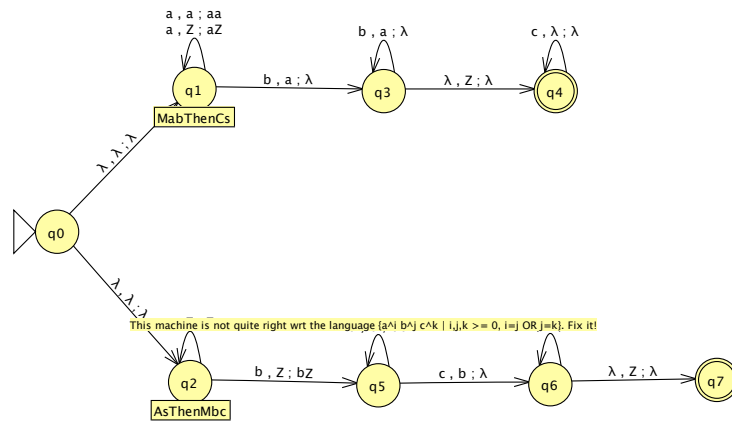 a , a ; aa
a , Z ; aZ
b , a ; λ
c , λ ; λ
q1
b , a ; λ
q3
λ , Z ; λ
q4
MabThenCs
λ , λ ; λ
q0
λ , λ ; λ
This machine is not quite right wrt the language {a^i b^j c^k | i,j,k >= 0, i=j OR j=k}. Fix it!
q2
b , Z ; bZ
q5
c , b ; λ
q6
λ , Z ; λ
q7
AsThenMbc